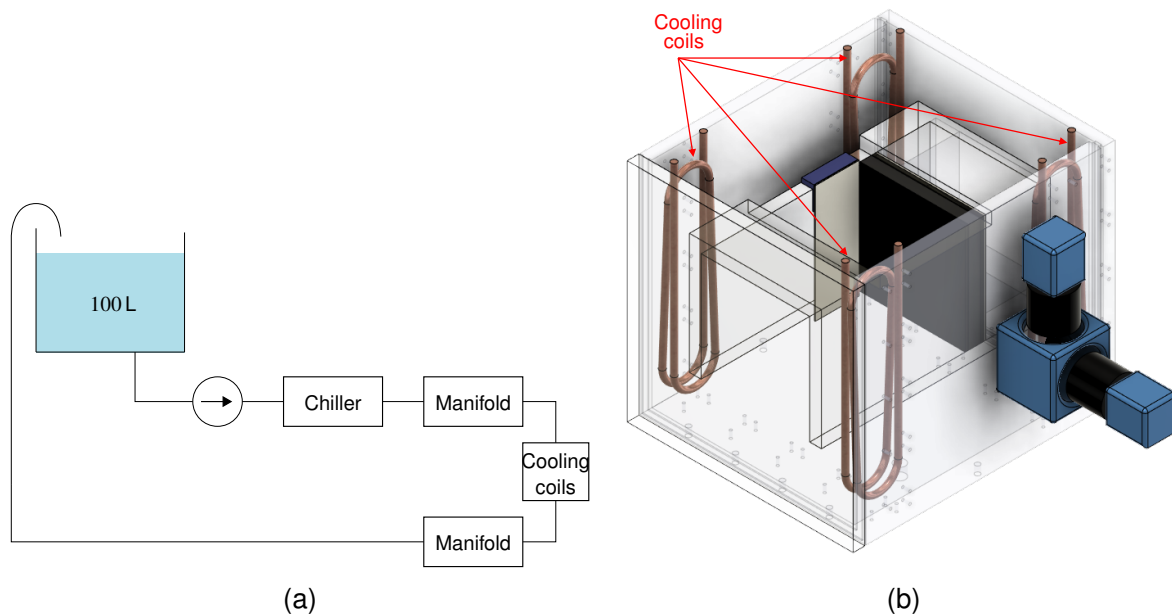 100 L
Chiller
Manifold
Cooling
coils
Manifold
(a)
Cooling
coils
(b)